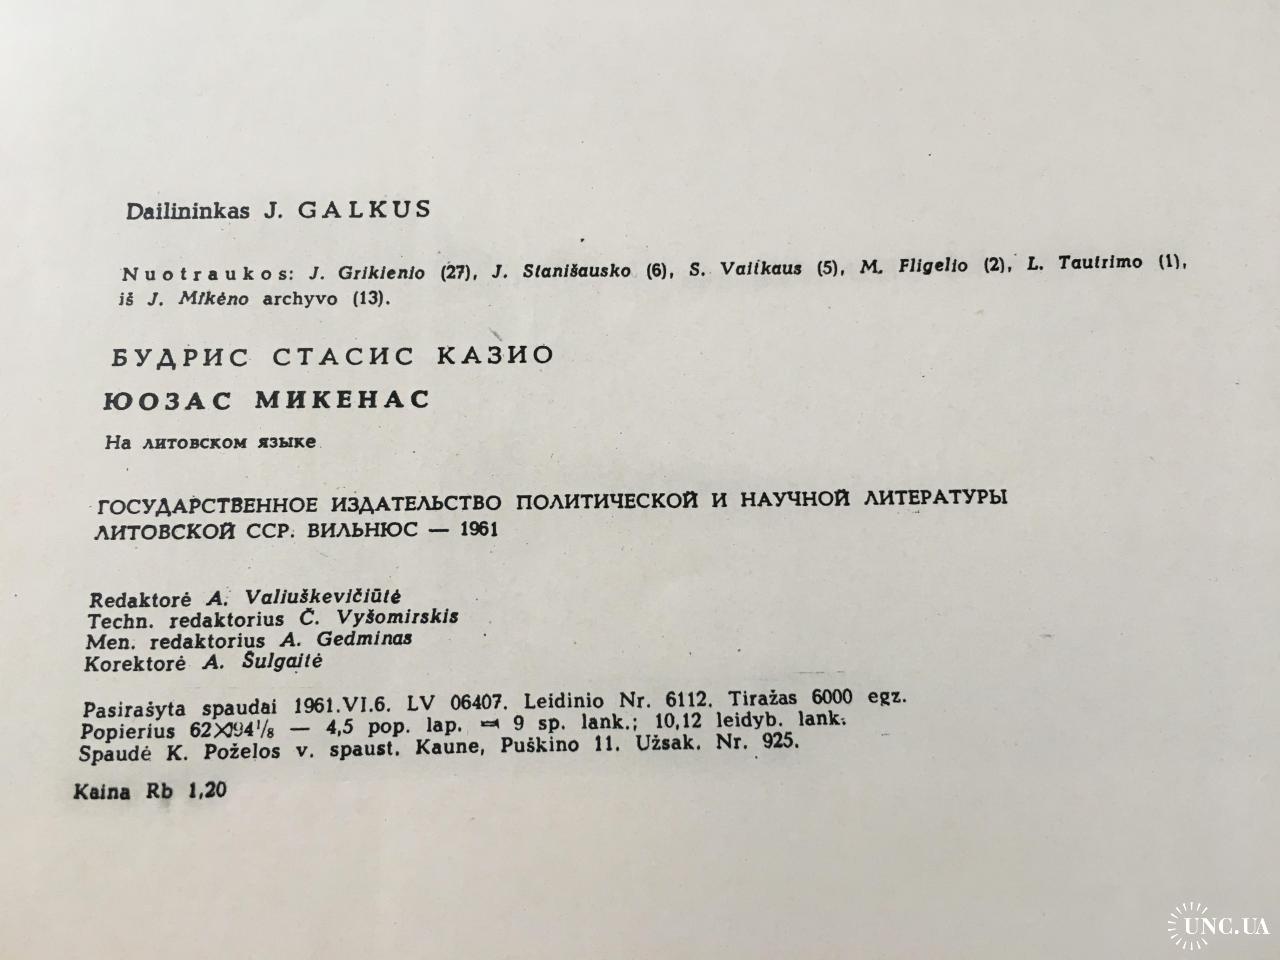 Dailininkas J. GALKUS
Nuotraukos: J. Grikienio (27), J. Stanišausko (6), S. Vaitkaus (5), M. Fligelio (2), L. Tautrimo (1),
iš J. Mikėno archyvo (13).
БУДРИС СТАСИС КАЗИО
ЮОЗАС МИКЕНАС
На литовском языке
ГОСУДАРСТВЕННОЕ ИЗДАТЕЛЬСТВО ПОЛИТИЧЕСКОЙ И НАУЧНОЙ ЛИТЕРАТУРЫ
ЛИТОВСКОЙ ССР. ВИЛЬНЮС — 1961
Redaktorė A. Valiuškevičiūtė
Techn. redaktorius Č. Vyšomirskis
Men. redaktorius A. Gedminas
Korektorė A. Šulgaitė
Pasirašyta spaudai 1961.VI.6. LV 06407. Leidinio Nr. 6112. Tiražas 6000 egz.
Popierius 62×94 1/8 — 4,5 pop. lap. = 9 sp. lank.; 10,12 leidyb. lank.
Spaudė K. Poželos v. spaust. Kaune, Puškino 11. Užsak. Nr. 925.
Kaina Rb 1,20
UNC.UA